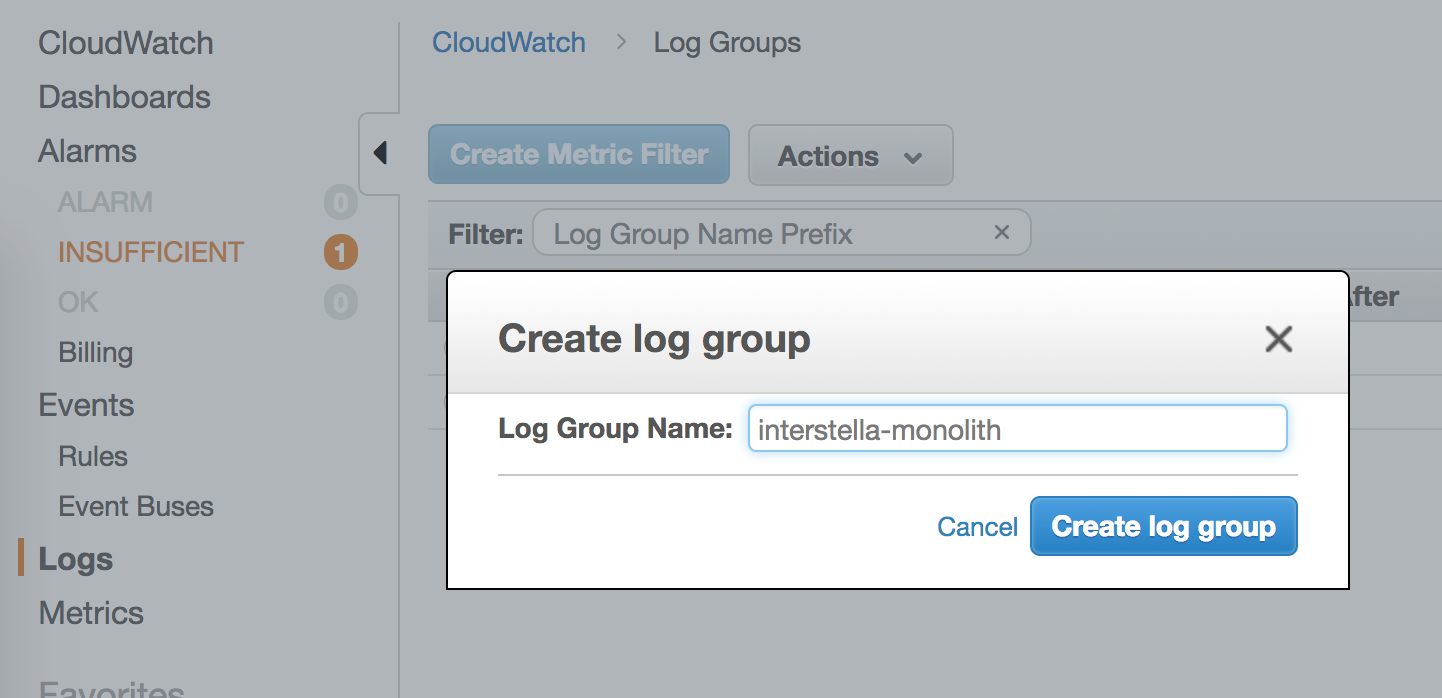 CloudWatch
Dashboards
Alarms
ALARM 0
INSUFFICIENT 1
OK 0
Billing
Events
Rules
Event Buses
Logs
Metrics
Favorites
CloudWatch > Log Groups
Create Metric Filter
Actions
Filter: Log Group Name Prefix ×
fter
Create log group
Log Group Name: interstella-monolith
Cancel Create log group